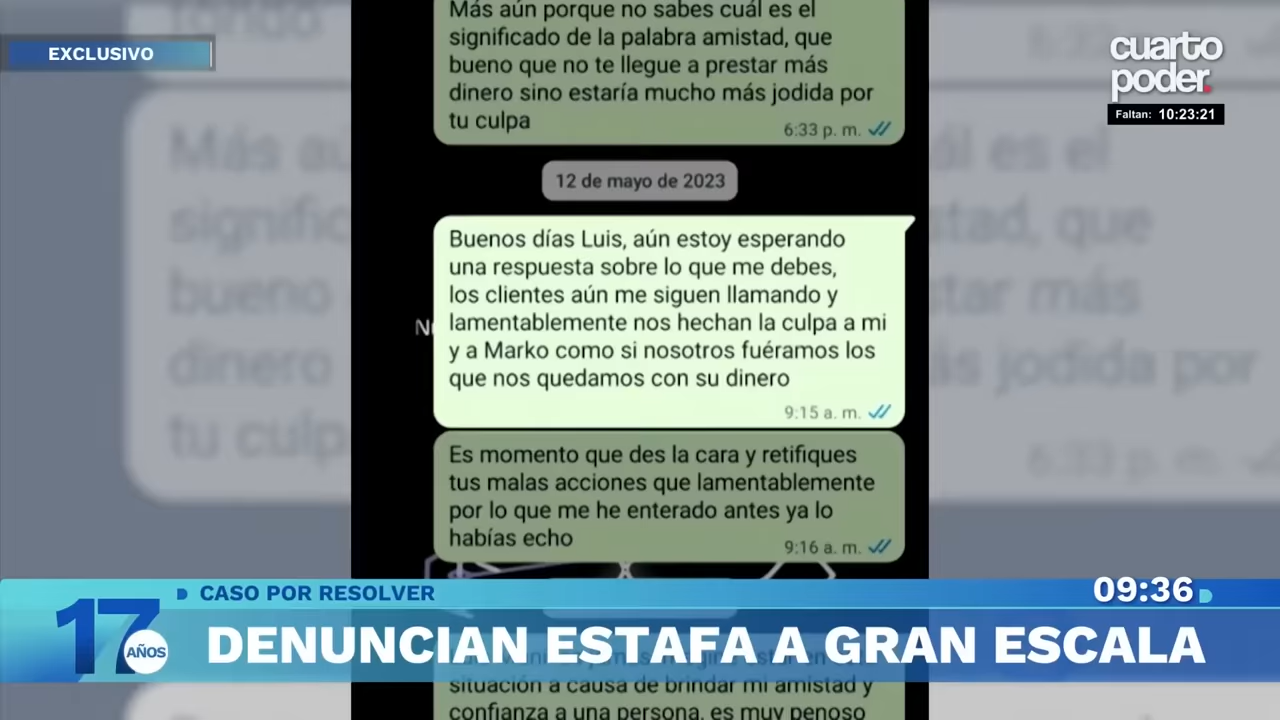 EXCLUSIVO
cuarto
poder.
Faltan: 10:23:21
Más aún porque no sabes cuál es el
significado de la palabra amistad, que
bueno que no te llegue a prestar más
dinero sino estaría mucho más jodida por
tu culpa
6:33 p. m.
12 de mayo de 2023
Buenos días Luis, aún estoy esperando
una respuesta sobre lo que me debes,
los clientes aún me siguen llamando y
lamentablemente nos hechan la culpa a mi
y a Marko como si nosotros fuéramos los
que nos quedamos con su dinero
9:15 a. m.
Es momento que des la cara y retifiques
tus malas acciones que lamentablemente
por lo que me he enterado antes ya lo
habías echo
9:16 a. m.
CASO POR RESOLVER
09:36
17
AÑOS
DENUNCIAN ESTAFA A GRAN ESCALA
situación a causa de brindar mi amistad y
confianza a una persona, es muy penoso